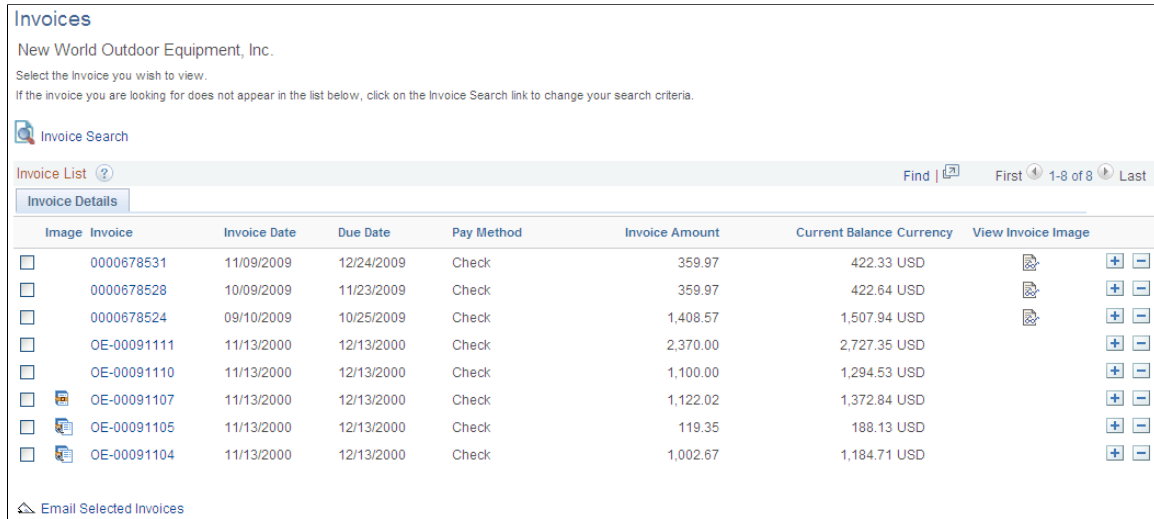 Invoices
New World Outdoor Equipment, Inc.
Select the Invoice you wish to view.
If the invoice you are looking for does not appear in the list below, click on the Invoice Search link to change your search criteria.
Invoice Search
Invoice List ? Find | First 1-8 of 8 Last
Invoice Details
Image Invoice Invoice Date Due Date Pay Method Invoice Amount Current Balance Currency View Invoice Image
0000678531 11/09/2009 12/24/2009 Check 359.97 422.33 USD + -
0000678528 10/09/2009 11/23/2009 Check 359.97 422.64 USD + -
0000678524 09/10/2009 10/25/2009 Check 1,408.57 1,507.94 USD + -
OE-00091111 11/13/2000 12/13/2000 Check 2,370.00 2,727.35 USD + -
OE-00091110 11/13/2000 12/13/2000 Check 1,100.00 1,294.53 USD + -
OE-00091107 11/13/2000 12/13/2000 Check 1,122.02 1,372.84 USD + -
OE-00091105 11/13/2000 12/13/2000 Check 119.35 188.13 USD + -
OE-00091104 11/13/2000 12/13/2000 Check 1,002.67 1,184.71 USD + -
Email Selected Invoices